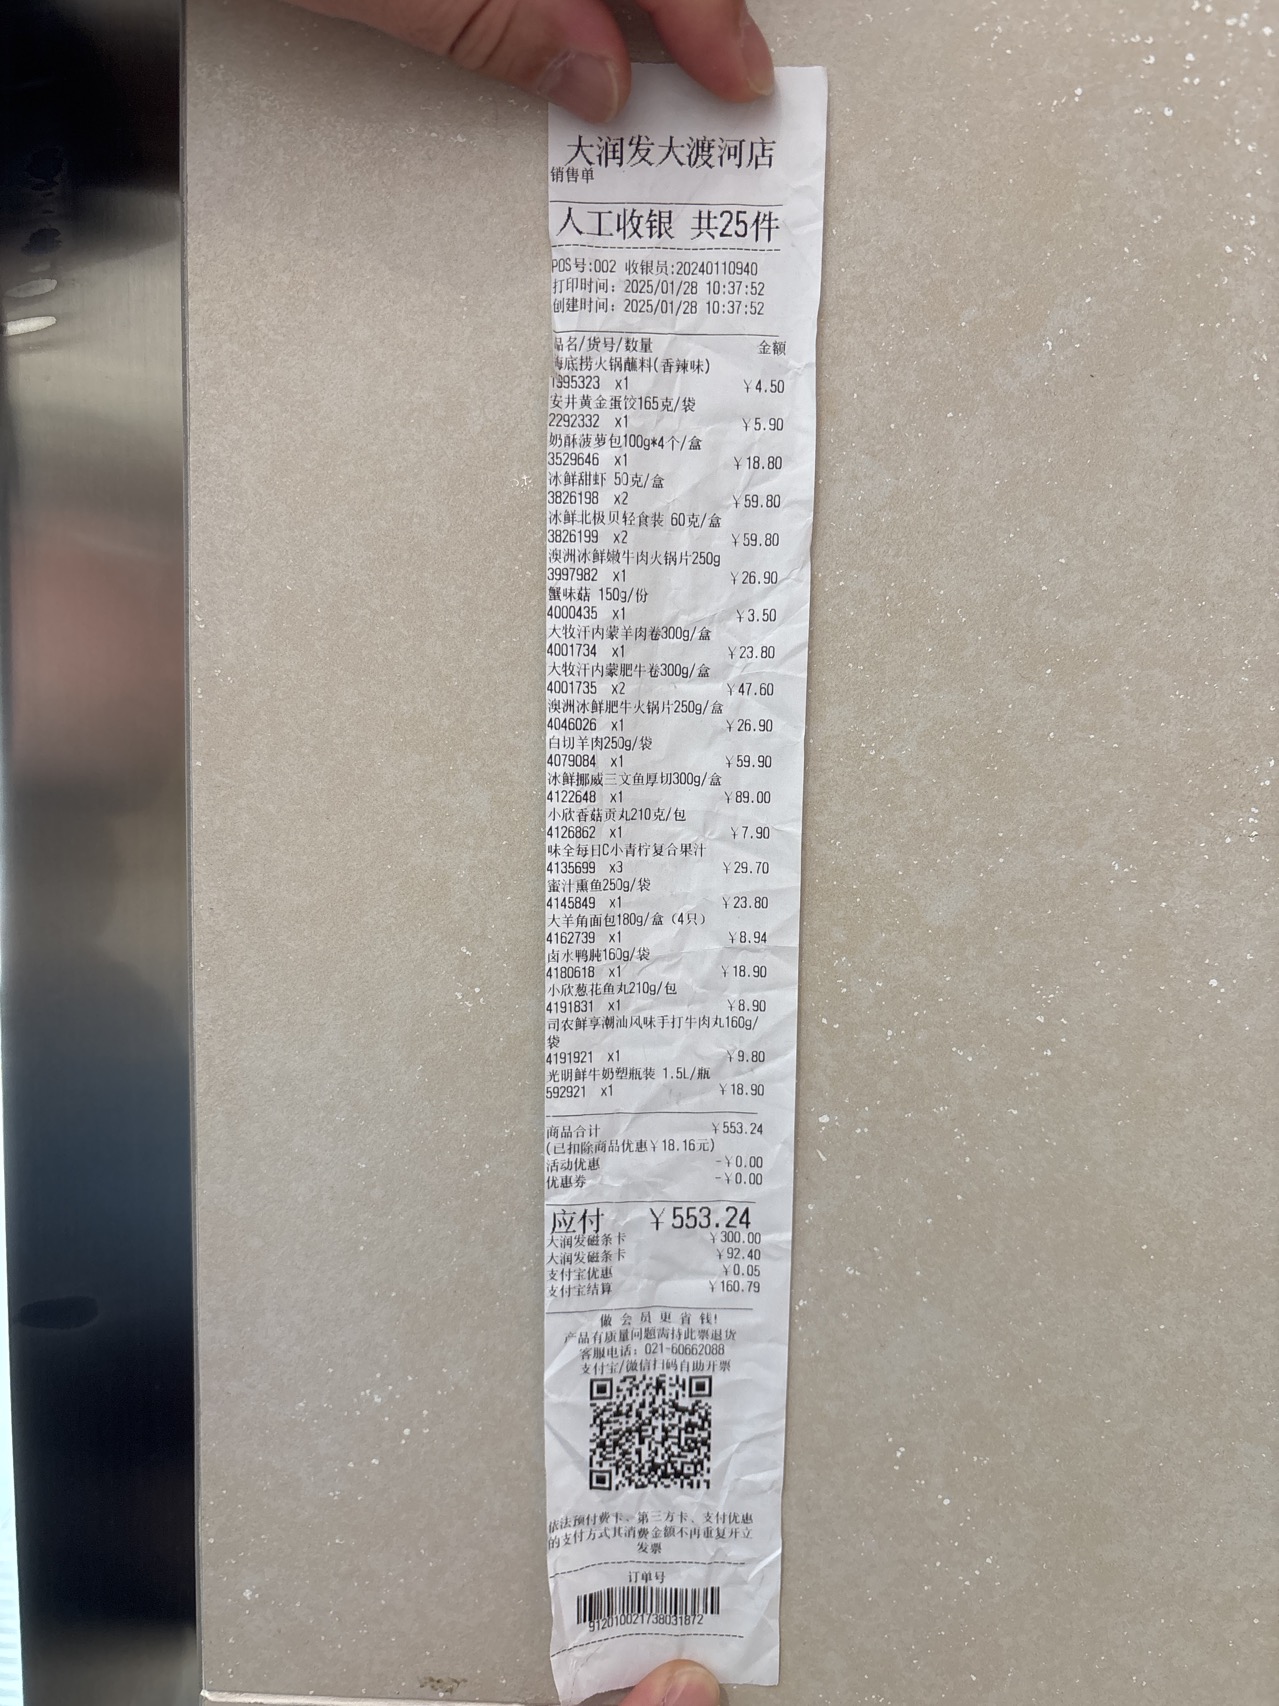 大润发大渡河店
销售单
人工收银 共25件
POS号:002 收银员:20240110940
打印时间: 2025/01/28 10:37:52
创建时间: 2025/01/28 10:37:52
品名/货号/数量 金额
海底捞火锅蘸料(香辣味)
1995323 x1 ￥4.50
安井黄金蛋饺165克/袋
2292332 x1 ￥5.90
奶酥菠萝包100g*4个/盒
3529646 x1 ￥18.80
冰鲜甜虾 50克/盒
3826198 x2 ￥59.80
冰鲜北极贝轻食装 60克/盒
3826199 x2 ￥59.80
澳洲冰鲜嫩牛肉火锅片250g
3997982 x1 ￥26.90
蟹味菇 150g/份
4000435 x1 ￥3.50
大牧汗内蒙羊肉卷300g/盒
4001734 x1 ￥23.80
大牧汗内蒙肥牛卷300g/盒
4001735 x2 ￥47.60
澳洲冰鲜肥牛火锅片250g/盒
4046026 x1 ￥26.90
白切羊肉250g/袋
4079084 x1 ￥59.90
冰鲜挪威三文鱼厚切300g/盒
4122648 x1 ￥89.00
小欣香菇贡丸210克/包
4126862 x1 ￥7.90
味全每日C小青柠复合果汁
4135699 x3 ￥29.70
蜜汁熏鱼250g/袋
4145849 x1 ￥23.80
大羊角面包180g/盒（4只）
4162739 x1 ￥8.94
卤水鸭肫160g/袋
4180618 x1 ￥18.90
小欣葱花鱼丸210g/包
4191831 x1 ￥8.90
司农鲜享潮汕风味手打牛肉丸160g/
袋
4191921 x1 ￥9.80
光明鲜牛奶塑瓶装 1.5L/瓶
592921 x1 ￥18.90
商品合计 ￥553.24
(已扣除商品优惠￥18.16元)
活动优惠 -￥0.00
优惠券 -￥0.00
应付 ￥553.24
大润发磁条卡 ￥300.00
大润发磁条卡 ￥92.40
支付宝优惠 ￥0.05
支付宝结算 ￥160.79
做 会 员 更 省 钱!
产品有质量问题需持此票退货
客服电话: 021-60662088
支付宝/微信扫码自助开票
依法预付费卡、第三方卡、支付优惠
的支付方式其消费金额不再重复开立
发票
订单号
912010021738031872